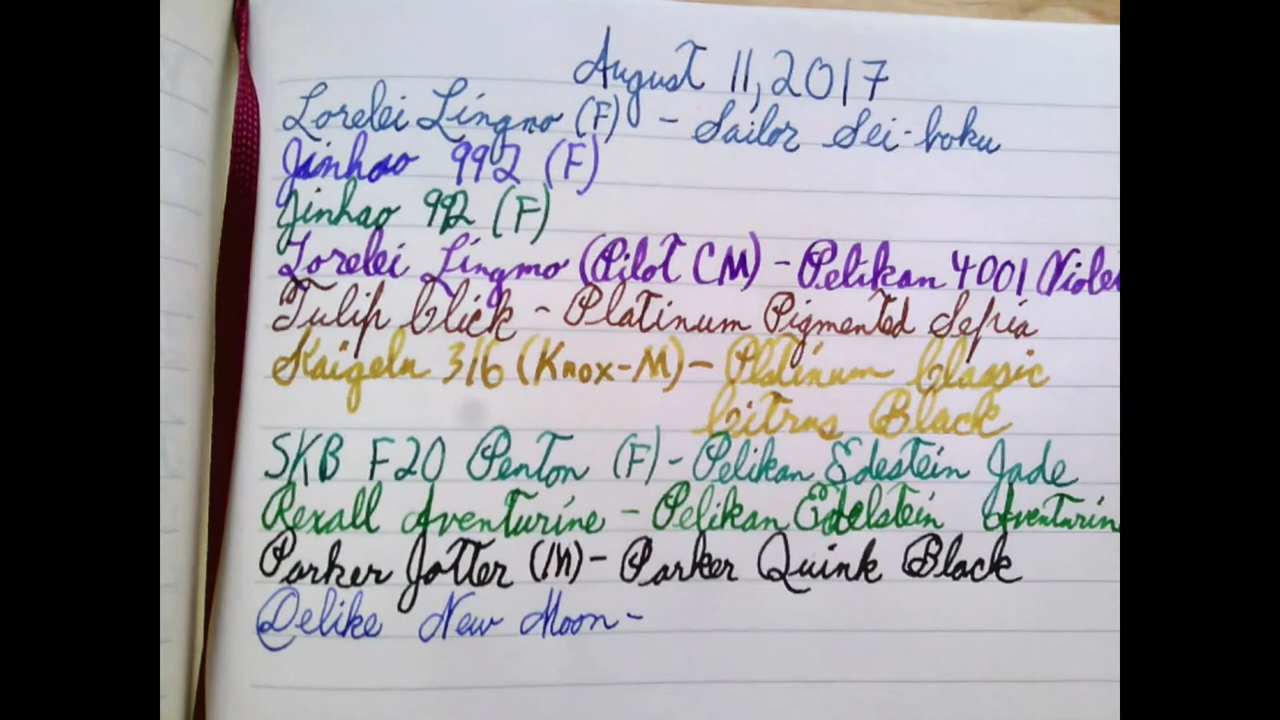 August 11, 2017
Lorelei Lingmo (F) - Sailor Sei-boku
Jinhao 992 (F)
Jinhao 992 (F)
Lorelei Lingmo (Pilot CM) - Pelikan 4001 Violet
Tulip Click - Platinum Pigmented Sepia
Kaigelu 316 (Knox-M) - Platinum Classic
Citrus Black
SKB F20 Penton (F) - Pelikan Edestein Jade
Rexall Aventurine - Pelikan Edelstein Aventurin
Parker Jotter (M) - Parker Quink Black
Delike New Moon -